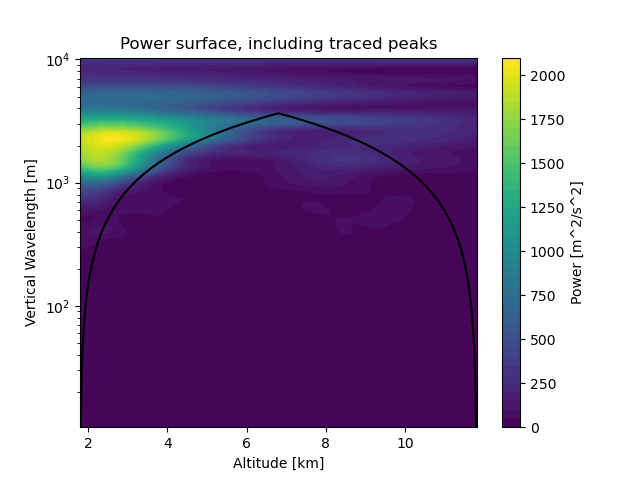 Power surface, including traced peaks
10^4
10^3
10^2
Vertical Wavelength [m]
2 4 6 8 10
Altitude [km]
2000
1750
1500
1250
1000
750
500
250
0
Power [m^2/s^2]